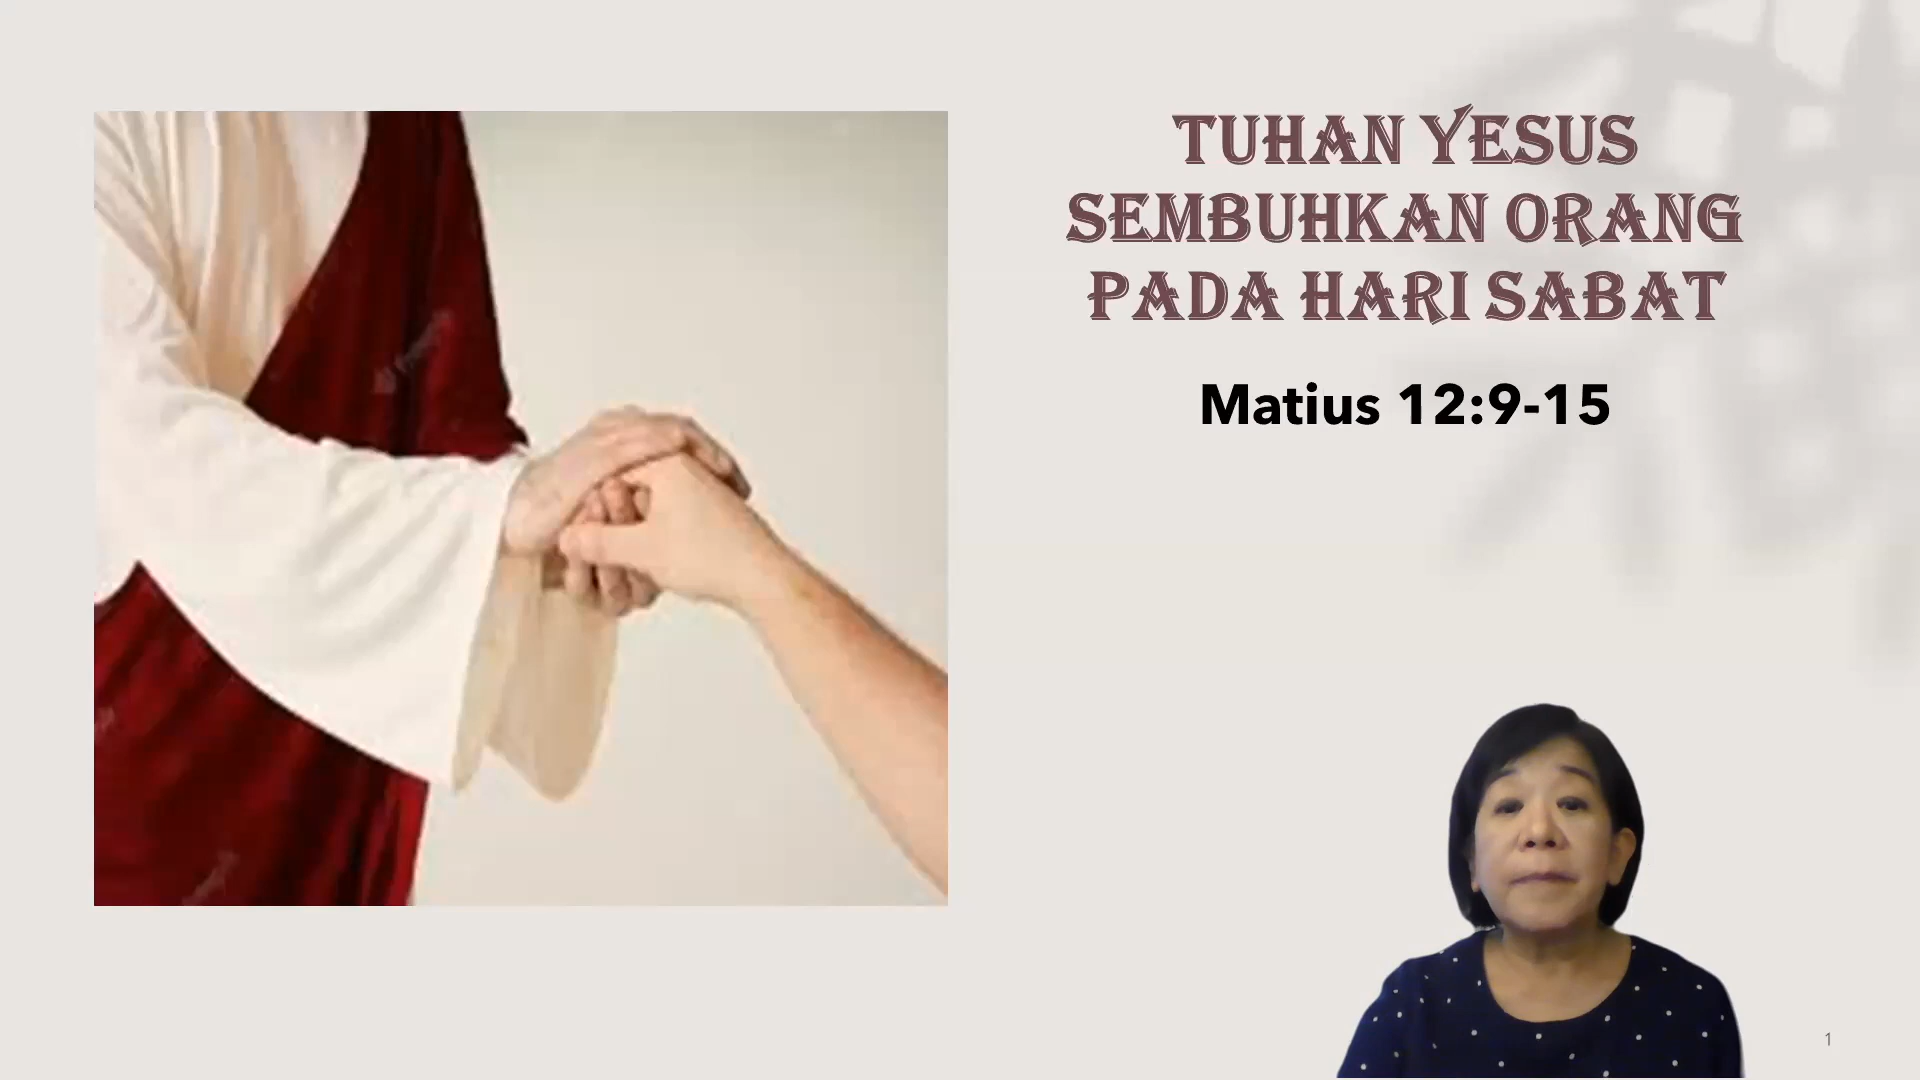 TUHAN YESUS
SEMBUHKAN ORANG
PADA HARI SABAT
Matius 12:9-15
1